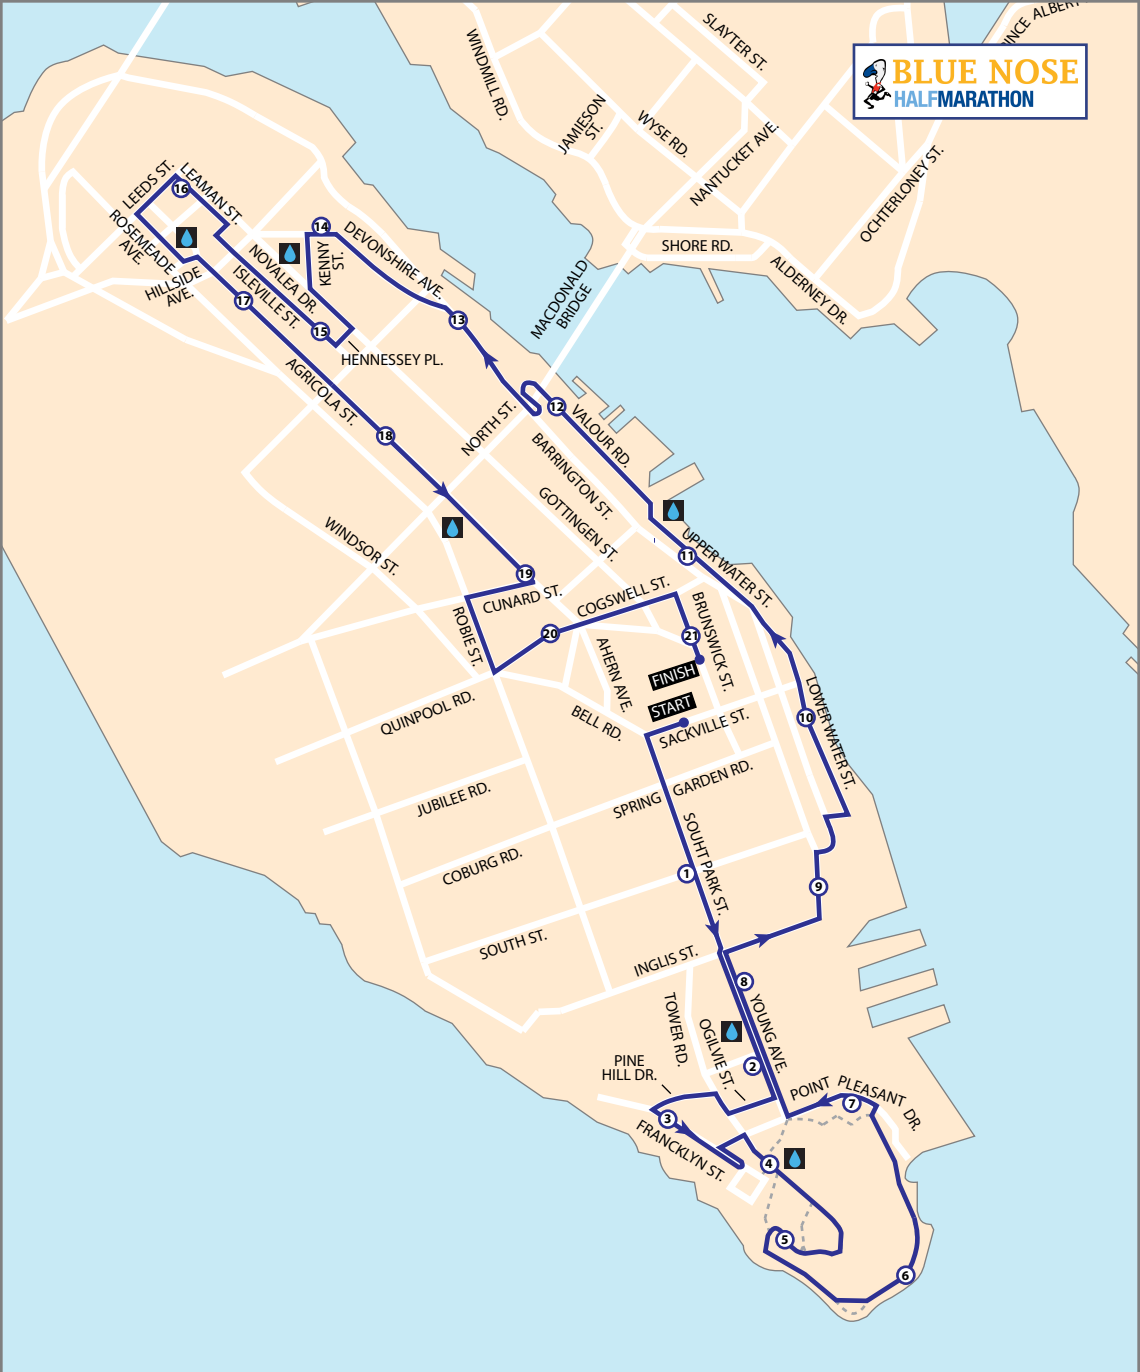 SLAYTER ST.
PRINCE ALBERT
WINDMILL RD.
BLUE NOSE
HALFMARATHON
JAMIESON
ST.
WYSE RD.
NANTUCKET AVE.
OCHTERLONEY ST.
LEEDS ST.
LEAMAN ST.
16
ROSEMEADE
AVE.
14
DEVONSHIRE AVE.
SHORE RD.
ALDERNEY DR.
KENNY
ST.
NOVALEA DR.
ISLEVILLE ST.
HILLSIDE
AVE.
17
15
13
MACDONALD
BRIDGE
HENNESSEY PL.
AGRICOLA ST.
18
NORTH ST.
12
VALOUR RD.
BARRINGTON ST.
GOTTINGEN ST.
WINDSOR ST.
11
UPPER WATER ST.
19
CUNARD ST.
COGSWELL ST.
ROBIE ST.
20
21
BRUNSWICK ST.
AHERN AVE.
FINISH
START
SACKVILLE ST.
QUINPOOL RD.
BELL RD.
10
LOWER WATER ST.
JUBILEE RD.
SPRING GARDEN RD.
COBURG RD.
SOUHT PARK ST.
1
9
SOUTH ST.
INGLIS ST.
8
YOUNG AVE.
TOWER RD.
OGILVIE ST.
2
PINE
HILL DR.
POINT PLEASANT DR.
7
3
FRANCKLYN ST.
4
5
6